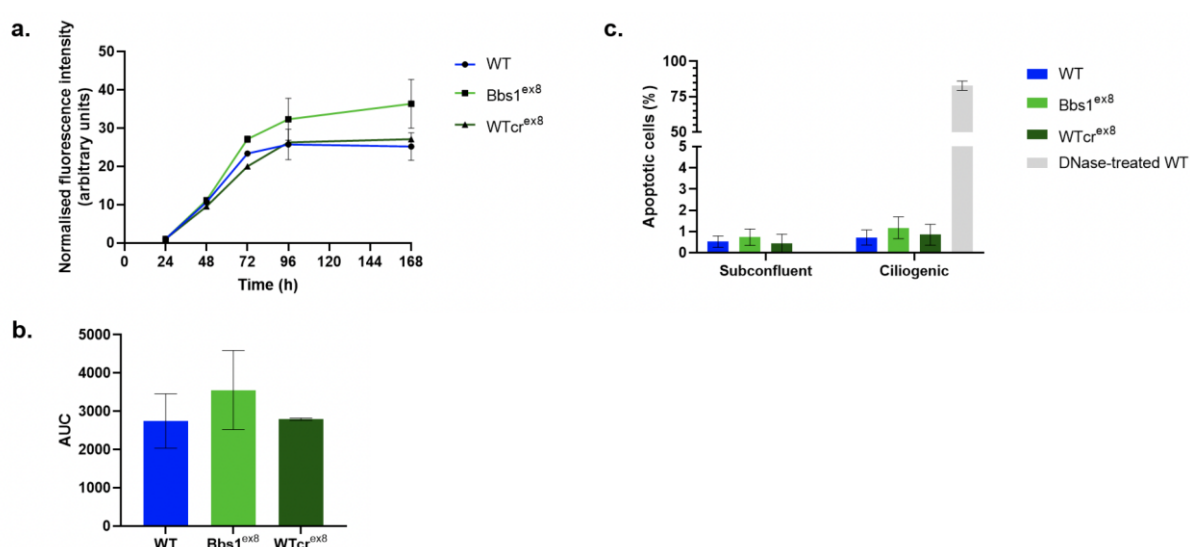 a.
Normalised fluorescence intensity
(arbitrary units)
50
40
30
20
10
0
0 24 48 72 96 120 144 168
Time (h)
WT
Bbs1ex8
WTcrex8
b.
AUC
5000
4000
3000
2000
1000
0
WT Bbs1ex8 WTcrex8
c.
Apoptotic cells (%)
100
75
50
5
4
3
2
1
0
Subconfluent Ciliogenic
WT
Bbs1ex8
WTcrex8
DNase-treated WT